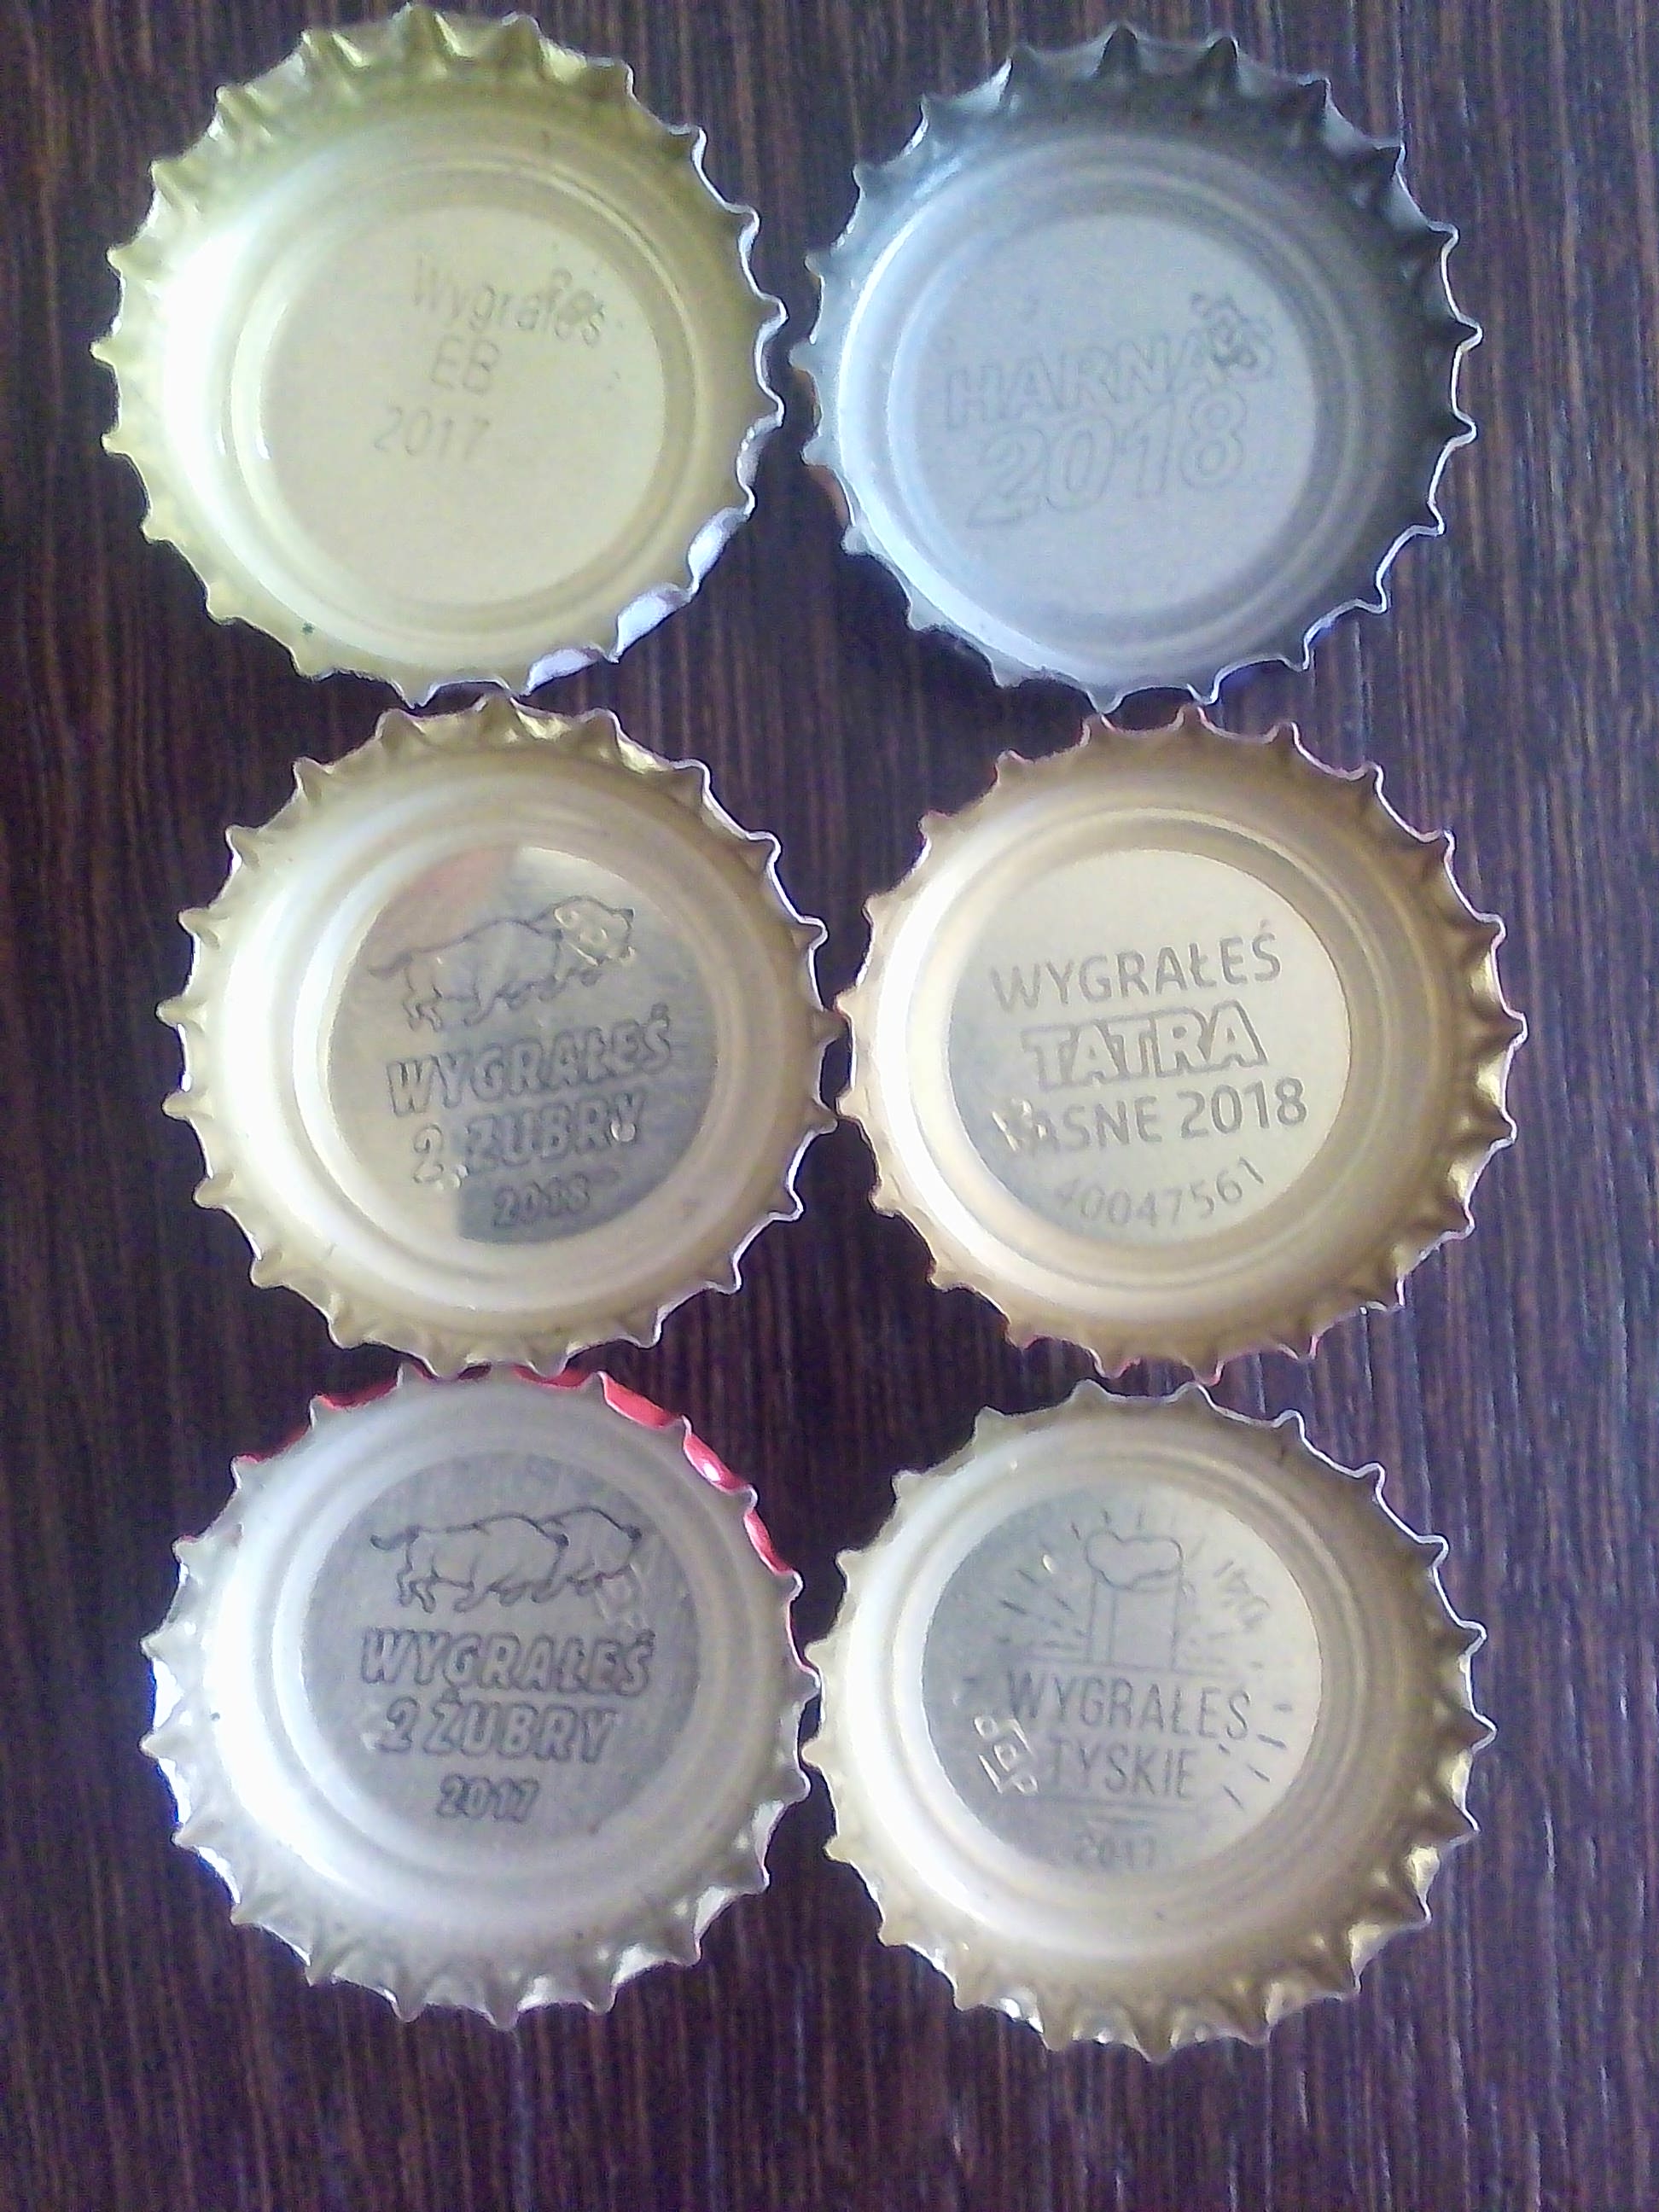 Wygrałeś
EB
2017
HARNAŚ
2018
WYGRAŁEŚ
2 ŻUBRY
2018
WYGRAŁEŚ
TATRA
JASNE 2018
40047561
WYGRAŁEŚ
2 ŻUBRY
2017
WYGRAŁEŚ
TYSKIE
2017